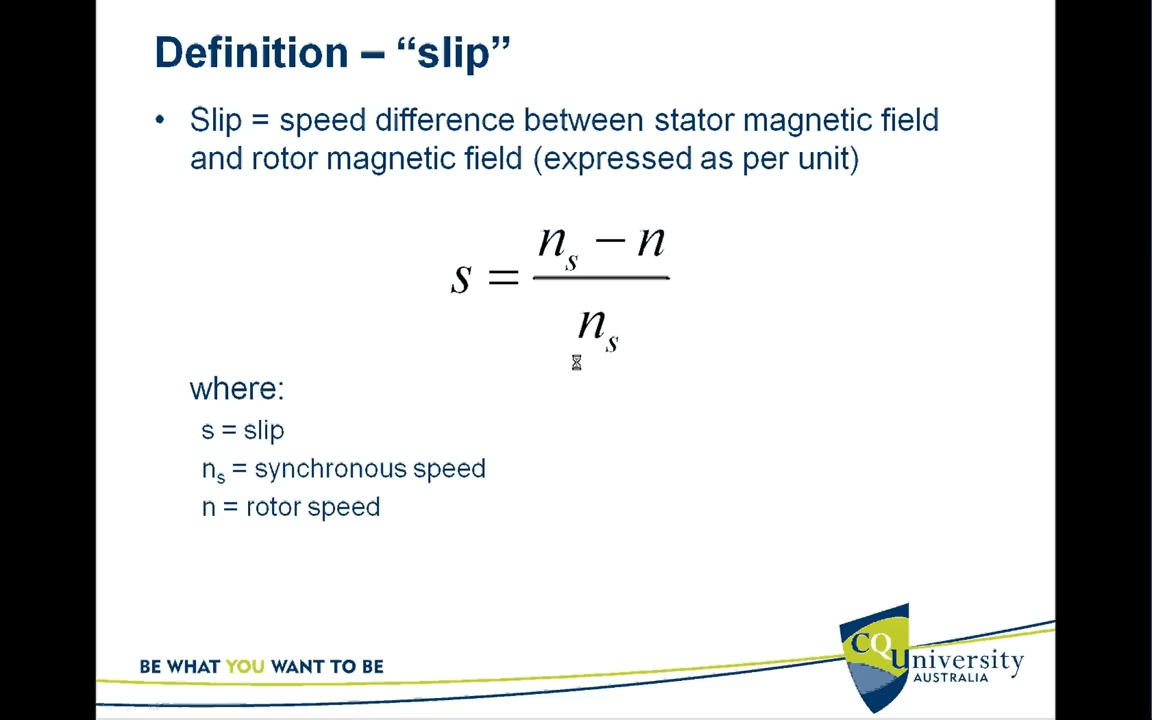 Definition – “slip”
• Slip = speed difference between stator magnetic field
and rotor magnetic field (expressed as per unit)
s = (nₛ − n) / nₛ
where:
s = slip
nₛ = synchronous speed
n = rotor speed
BE WHAT YOU WANT TO BE
CQUniversity
AUSTRALIA